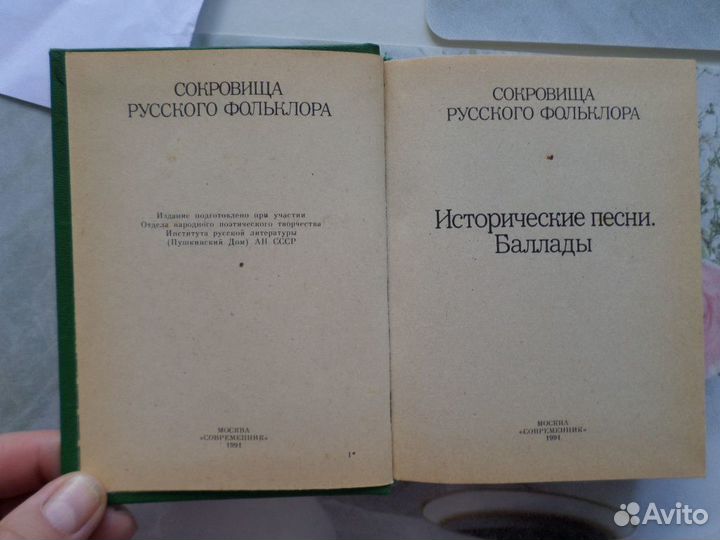 СОКРОВИЩА
РУССКОГО ФОЛЬКЛОРА
Издание подготовлено при участии
Отдела народного поэтического творчества
Института русской литературы
(Пушкинский Дом) АН СССР
МОСКВА
«СОВРЕМЕННИК»
1991
1*
СОКРОВИЩА
РУССКОГО ФОЛЬКЛОРА
Исторические песни.
Баллады
МОСКВА
«СОВРЕМЕННИК»
1991
Avito